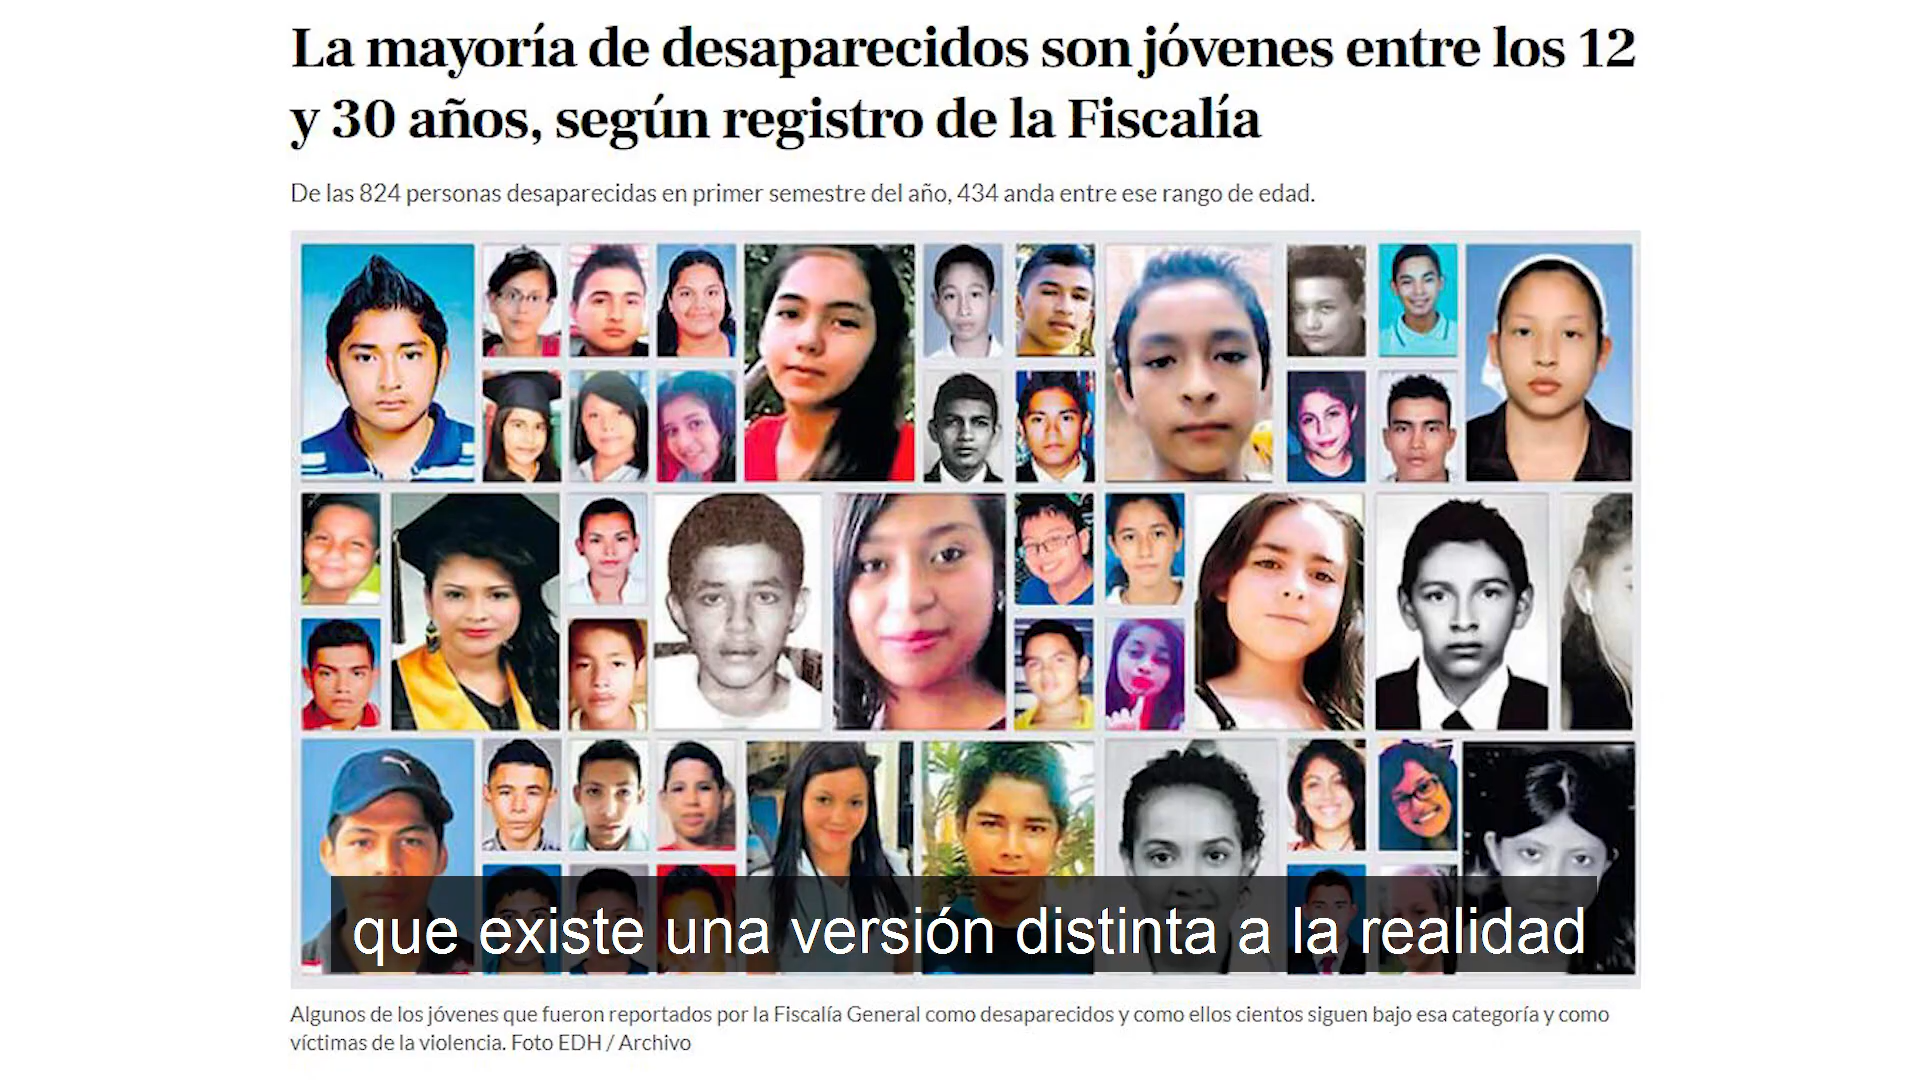 La mayoría de desaparecidos son jóvenes entre los 12
y 30 años, según registro de la Fiscalía
De las 824 personas desaparecidas en primer semestre del año, 434 anda entre ese rango de edad.
que existe una versión distinta a la realidad
Algunos de los jóvenes que fueron reportados por la Fiscalía General como desaparecidos y como ellos cientos siguen bajo esa categoría y como
víctimas de la violencia. Foto EDH / Archivo